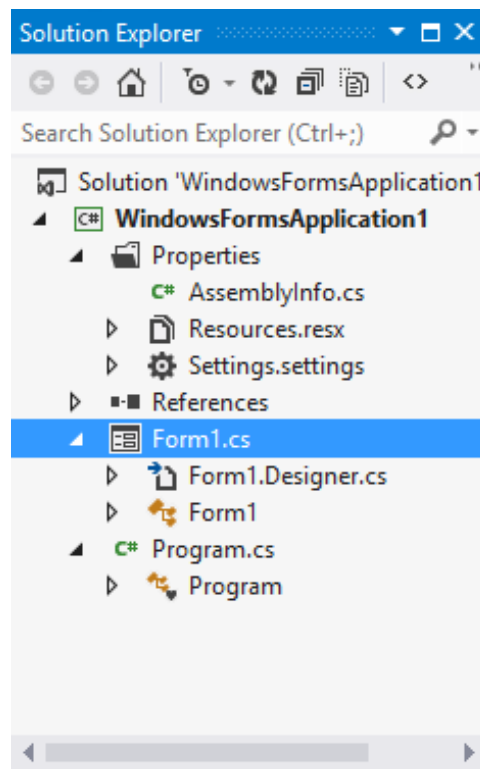 Solution Explorer
Search Solution Explorer (Ctrl+;)
Solution 'WindowsFormsApplication1
C# WindowsFormsApplication1
Properties
C# AssemblyInfo.cs
Resources.resx
Settings.settings
References
Form1.cs
Form1.Designer.cs
Form1
C# Program.cs
Program